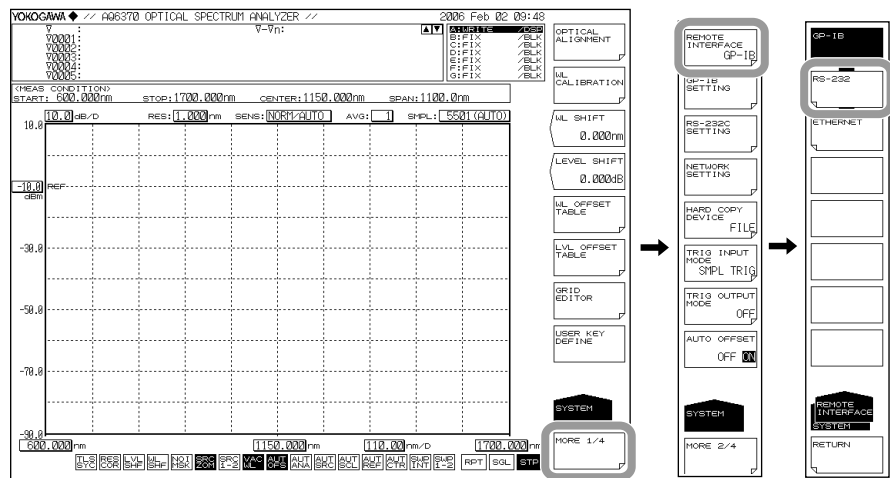 YOKOGAWA ◆ // AQ6370 OPTICAL SPECTRUM ANALYZER // 2006 Feb 02 09:48
∇ : ∇-∇n:
∇0001:
∇0002:
∇0003:
∇0004:
∇0005:
A:WRITE /DSP
B:FIX /BLK
C:FIX /BLK
D:FIX /BLK
E:FIX /BLK
F:FIX /BLK
G:FIX /BLK
<MEAS CONDITION>
START: 600.000nm STOP:1700.000nm CENTER:1150.000nm SPAN:1100.0nm
10.0 dB/D RES: 1.000 nm SENS: NORM/AUTO AVG: 1 SMPL: 5501(AUTO)
10.0
-10.0 REF
dBm
-30.0
-50.0
-70.0
-90.0
600.000 nm 1150.000 nm 110.00 nm/D 1700.000 nm
TLS SYC
RES COR
LVL SHF
WL SHF
NOI MSK
SRC ZOM
SRC 1-2
VAC WL
AUT OFS
AUT ANA
AUT SRC
AUT SCL
AUT REF
AUT CTR
SWP INT
SWP 1-2
RPT
SGL
STP
OPTICAL
ALIGNMENT
WL
CALIBRATION
WL SHIFT
0.000nm
LEVEL SHIFT
0.000dB
WL OFFSET
TABLE
LVL OFFSET
TABLE
GRID
EDITOR
USER KEY
DEFINE
SYSTEM
MORE 1/4
REMOTE
INTERFACE
GP-IB
GP-IB
SETTING
RS-232C
SETTING
NETWORK
SETTING
HARD COPY
DEVICE
FILE
TRIG INPUT
MODE
SMPL TRIG
TRIG OUTPUT
MODE
OFF
AUTO OFFSET
OFF ON
SYSTEM
MORE 2/4
GP-IB
RS-232
ETHERNET
REMOTE
INTERFACE
SYSTEM
RETURN